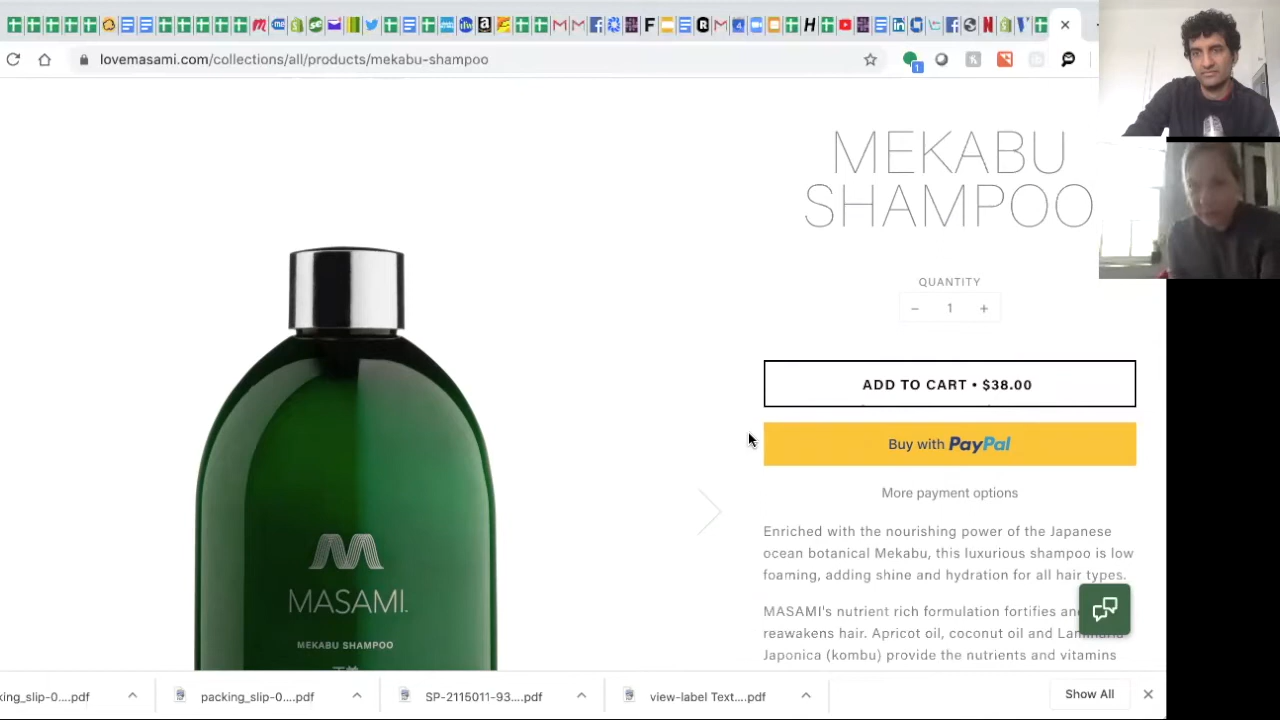 lovemasami.com/collections/all/products/mekabu-shampoo
1
MEKABU
SHAMPOO
QUANTITY
− 1 +
ADD TO CART • $38.00
Buy with PayPal
More payment options
Enriched with the nourishing power of the Japanese
ocean botanical Mekabu, this luxurious shampoo is low
foaming, adding shine and hydration for all hair types.
MASAMI's nutrient rich formulation fortifies and
reawakens hair. Apricot oil, coconut oil and Laminaria
Japonica (kombu) provide the nutrients and vitamins
MASAMI.
MEKABU SHAMPOO
king_slip-0....pdf
packing_slip-0....pdf
SP-2115011-93....pdf
view-label Text....pdf
Show All